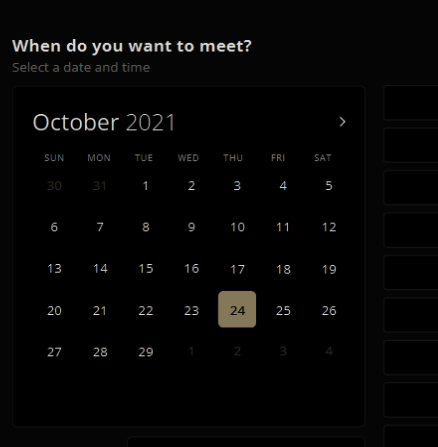 When do you want to meet?
Select a date and time
October 2021 >
SUN MON TUE WED THU FRI SAT
30 31 1 2 3 4 5
6 7 8 9 10 11 12
13 14 15 16 17 18 19
20 21 22 23 24 25 26
27 28 29 1 2 3 4